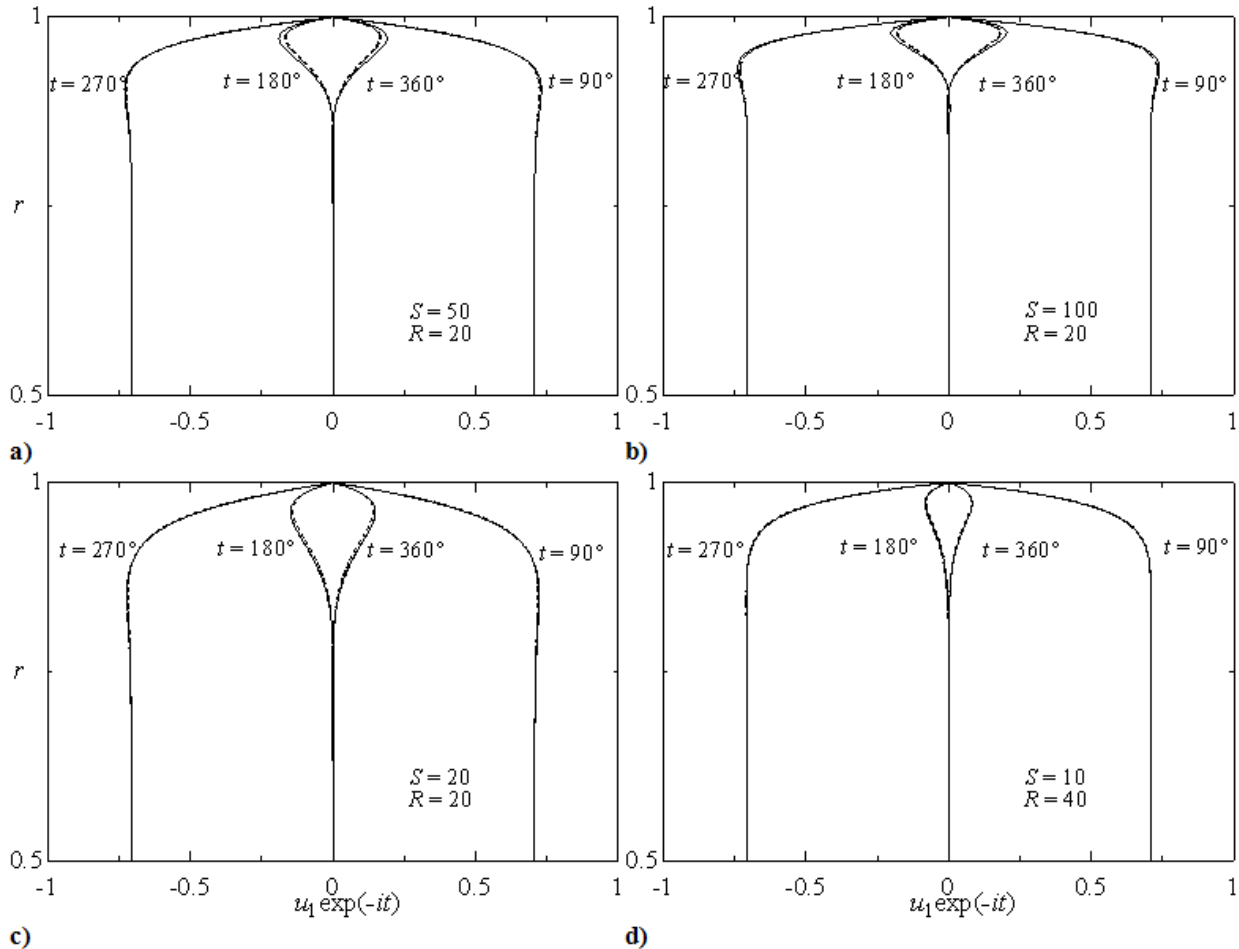 1
1
t = 270°
t = 180°
t = 360°
t = 90°
t = 270°
t = 180°
t = 360°
t = 90°
r
S = 50
R = 20
S = 100
R = 20
0.5
0.5
-1
-0.5
0
0.5
1
-1
-0.5
0
0.5
1
a)
b)
1
1
t = 270°
t = 180°
t = 360°
t = 90°
t = 270°
t = 180°
t = 360°
t = 90°
r
S = 20
R = 20
S = 10
R = 40
0.5
0.5
-1
-0.5
0
0.5
1
-1
-0.5
0
0.5
1
u₁ exp(-it)
u₁ exp(-it)
c)
d)